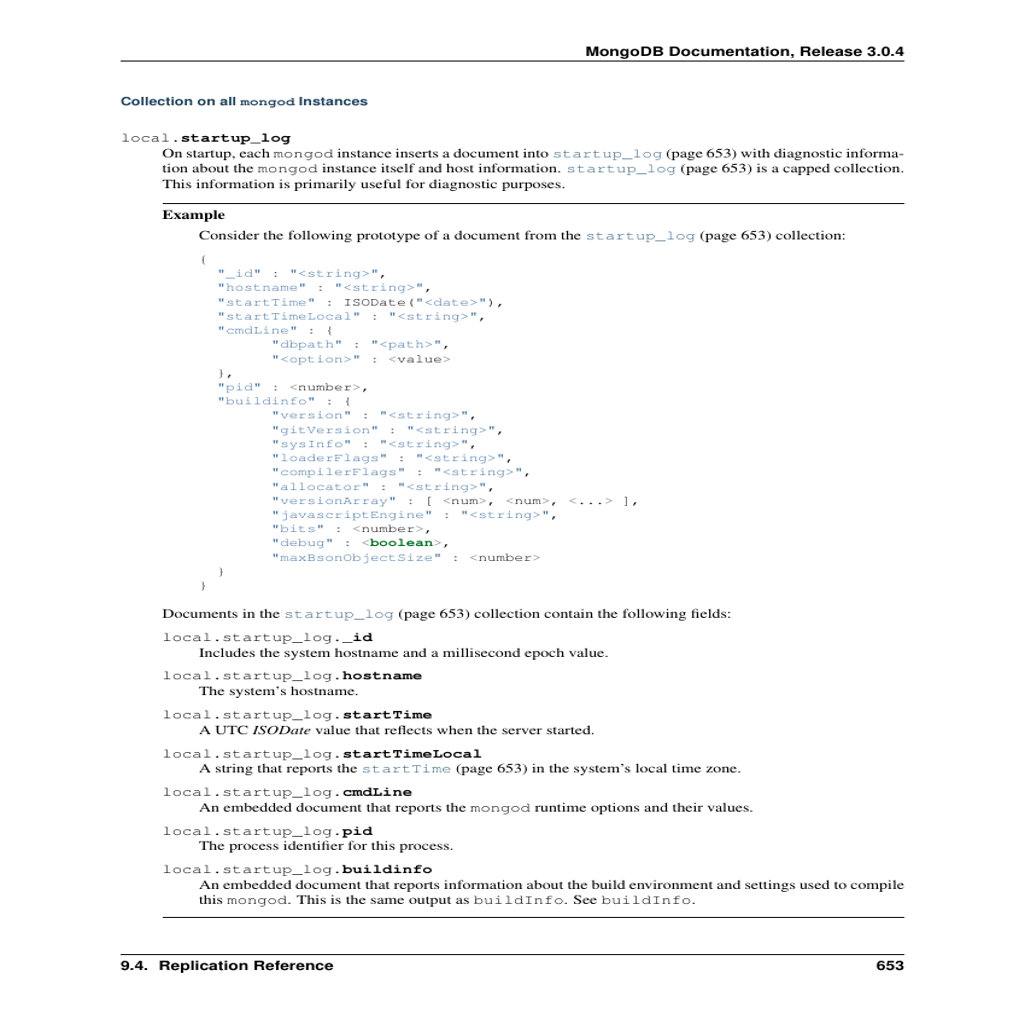 MongoDB Documentation, Release 3.0.4
Collection on all mongod Instances
local.startup_log
On startup, each mongod instance inserts a document into startup_log (page 653) with diagnostic informa-
tion about the mongod instance itself and host information. startup_log (page 653) is a capped collection.
This information is primarily useful for diagnostic purposes.
Example
Consider the following prototype of a document from the startup_log (page 653) collection:
{
  "_id" : "<string>",
  "hostname" : "<string>",
  "startTime" : ISODate("<date>"),
  "startTimeLocal" : "<string>",
  "cmdLine" : {
        "dbpath" : "<path>",
        "<option>" : <value>
  },
  "pid" : <number>,
  "buildinfo" : {
        "version" : "<string>",
        "gitVersion" : "<string>",
        "sysInfo" : "<string>",
        "loaderFlags" : "<string>",
        "compilerFlags" : "<string>",
        "allocator" : "<string>",
        "versionArray" : [ <num>, <num>, <...> ],
        "javascriptEngine" : "<string>",
        "bits" : <number>,
        "debug" : <boolean>,
        "maxBsonObjectSize" : <number>
  }
}
Documents in the startup_log (page 653) collection contain the following fields:
local.startup_log._id
Includes the system hostname and a millisecond epoch value.
local.startup_log.hostname
The system's hostname.
local.startup_log.startTime
A UTC ISODate value that reflects when the server started.
local.startup_log.startTimeLocal
A string that reports the startTime (page 653) in the system's local time zone.
local.startup_log.cmdLine
An embedded document that reports the mongod runtime options and their values.
local.startup_log.pid
The process identifier for this process.
local.startup_log.buildinfo
An embedded document that reports information about the build environment and settings used to compile
this mongod. This is the same output as buildInfo. See buildInfo.
9.4. Replication Reference 653